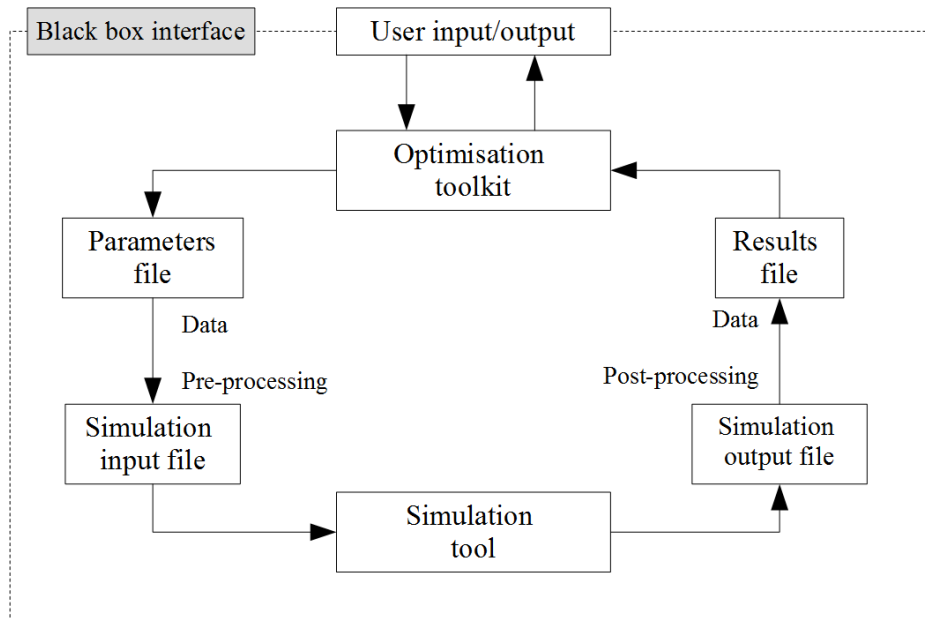 Black box interface
User input/output
Optimisation
toolkit
Parameters
file
Results
file
Data
Data
Pre-processing
Post-processing
Simulation
input file
Simulation
output file
Simulation
tool